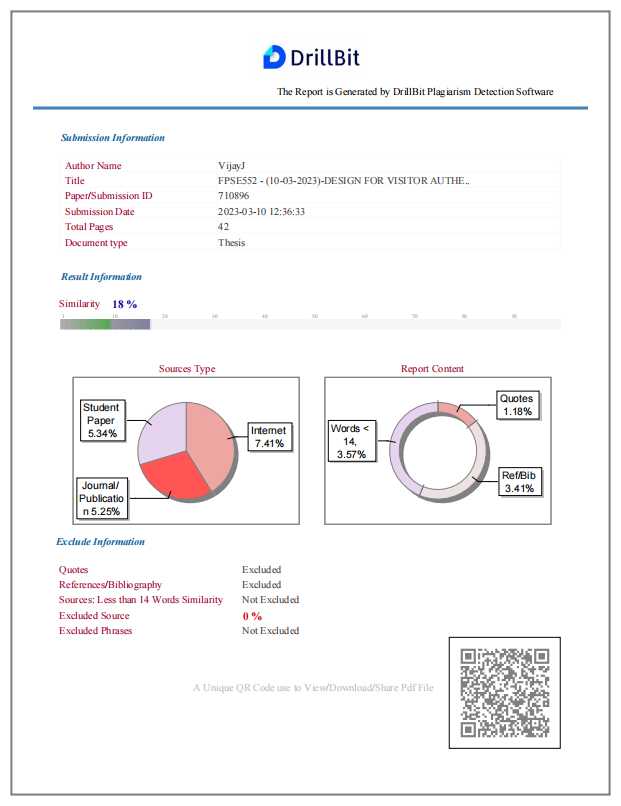 DrillBit
The Report is Generated by DrillBit Plagiarism Detection Software
Submission Information
Author Name VijayJ
Title FPSE552 - (10-03-2023)-DESIGN FOR VISITOR AUTHE..
Paper/Submission ID 710896
Submission Date 2023-03-10 12:36:33
Total Pages 42
Document type Thesis
Result Information
Similarity 18 %
1 10 20 30 40 50 60 70 80 90
Sources Type
Student
Paper
5.34%
Internet
7.41%
Journal/
Publicatio
n 5.25%
Report Content
Quotes
1.18%
Words <
14,
3.57%
Ref/Bib
3.41%
Exclude Information
Quotes Excluded
References/Bibliography Excluded
Sources: Less than 14 Words Similarity Not Excluded
Excluded Source 0 %
Excluded Phrases Not Excluded
A Unique QR Code use to View/Download/Share Pdf File